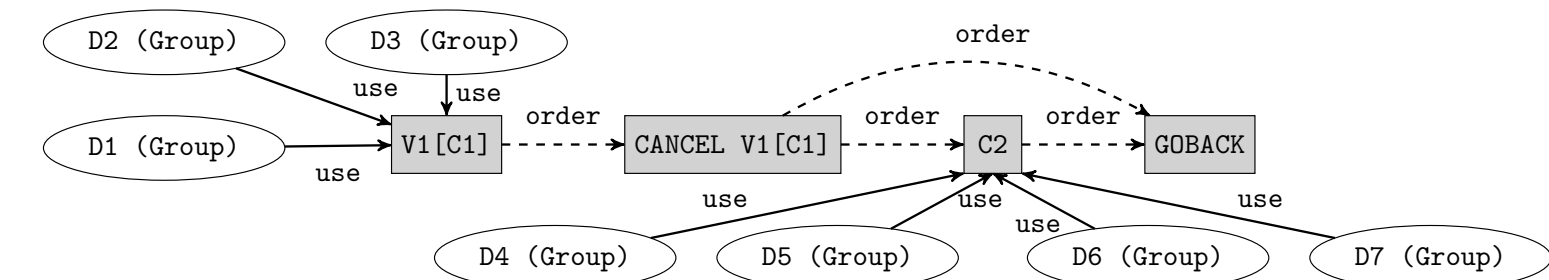 order
D2 (Group)
D3 (Group)
use
use
order
order
order
V1[C1]
CANCEL V1[C1]
C2
GOBACK
D1 (Group)
use
use
use
use
use
D4 (Group)
D5 (Group)
D6 (Group)
D7 (Group)